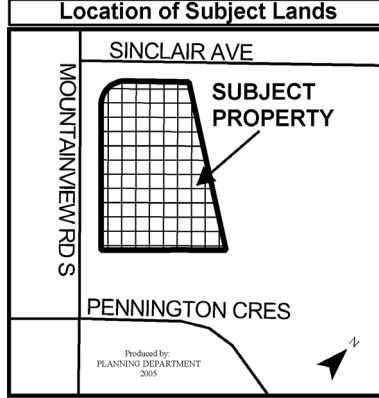 Location of Subject Lands
SINCLAIR AVE
MOUNTAINVIEW RD S
SUBJECT
PROPERTY
PENNINGTON CRES
Produced by:
PLANNING DEPARTMENT
2005
N